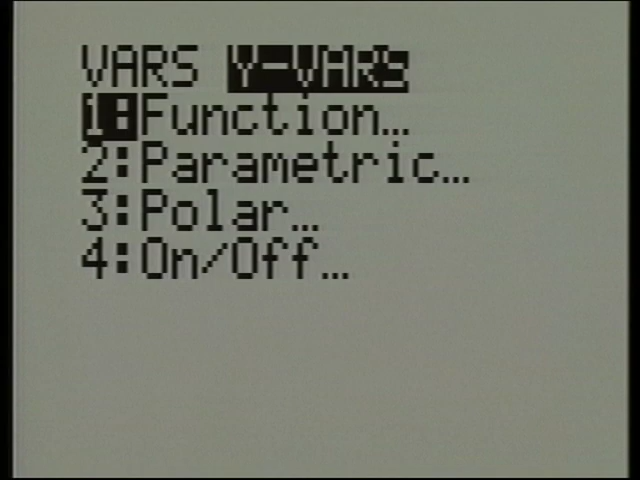 VARS Y-VARS
1:Function…
2:Parametric…
3:Polar…
4:On/Off…